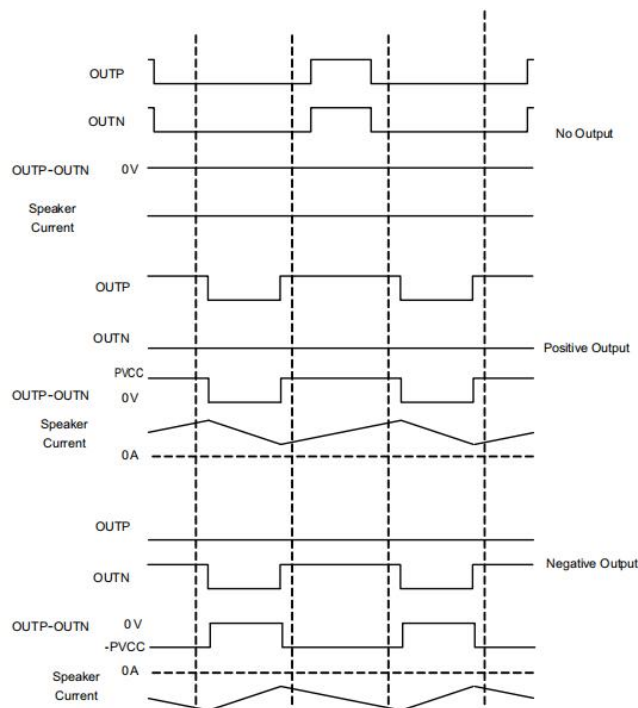 OUTP
OUTN
No Output
OUTP-OUTN 0V
Speaker
Current
OUTP
OUTN
Positive Output
PVCC
OUTP-OUTN 0V
Speaker
Current
0A
OUTP
Negative Output
OUTN
OUTP-OUTN 0V
-PVCC
0A
Speaker
Current